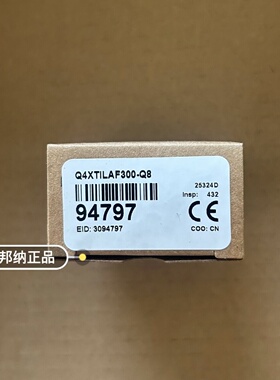 Q4XTILAF300-Q8
25324D
Insp: 432
94797
CE
EID: 3094797
COO: CN
邦纳正品